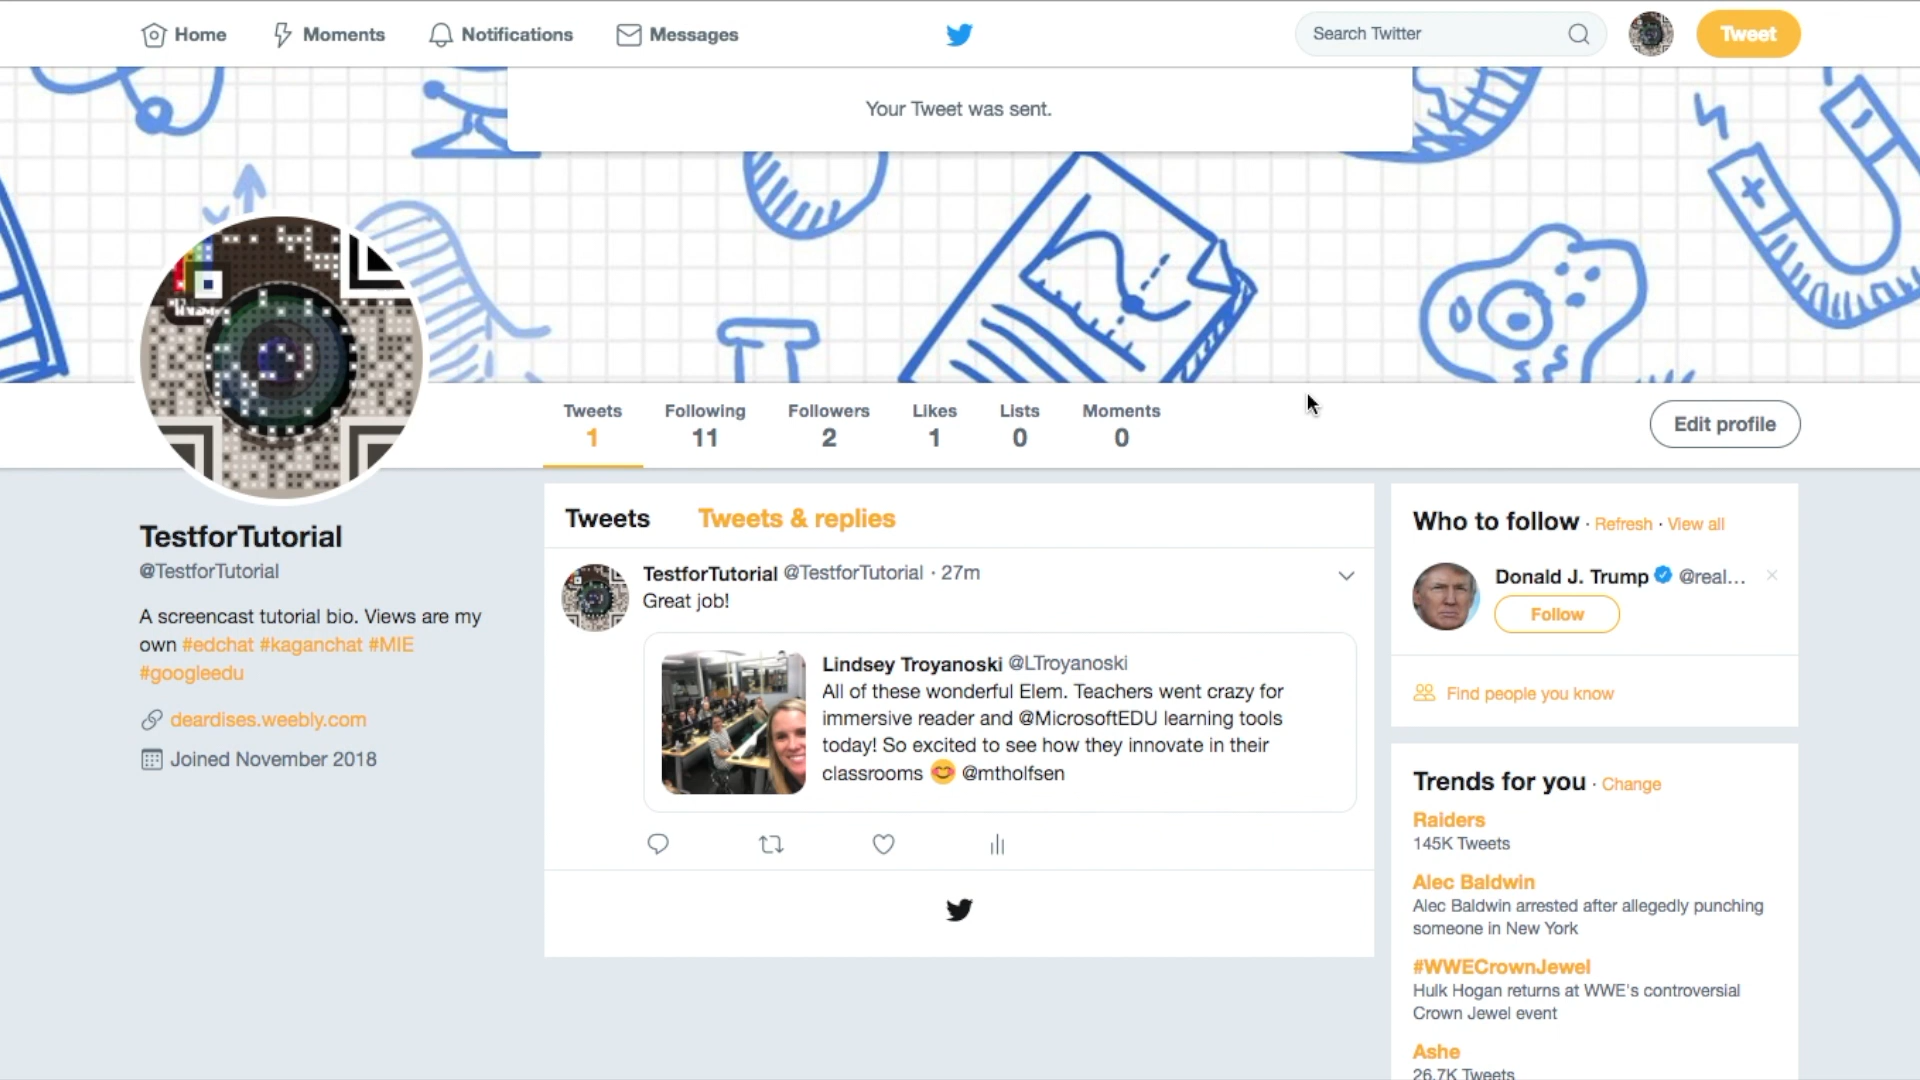 Home
Moments
Notifications
Messages
Search Twitter
Tweet
Your Tweet was sent.
Tweets
1
Following
11
Followers
2
Likes
1
Lists
0
Moments
0
Edit profile
TestforTutorial
@TestforTutorial
A screencast tutorial bio. Views are my
own #edchat #kaganchat #MIE
#googleedu
deardises.weebly.com
Joined November 2018
Tweets
Tweets & replies
TestforTutorial @TestforTutorial · 27m
Great job!
Lindsey Troyanoski @LTroyanoski
All of these wonderful Elem. Teachers went crazy for
immersive reader and @MicrosoftEDU learning tools
today! So excited to see how they innovate in their
classrooms 😊 @mtholfsen
Who to follow · Refresh · View all
Donald J. Trump @real...
Follow
Find people you know
Trends for you · Change
Raiders
145K Tweets
Alec Baldwin
Alec Baldwin arrested after allegedly punching
someone in New York
#WWECrownJewel
Hulk Hogan returns at WWE's controversial
Crown Jewel event
Ashe
26.7K Tweets